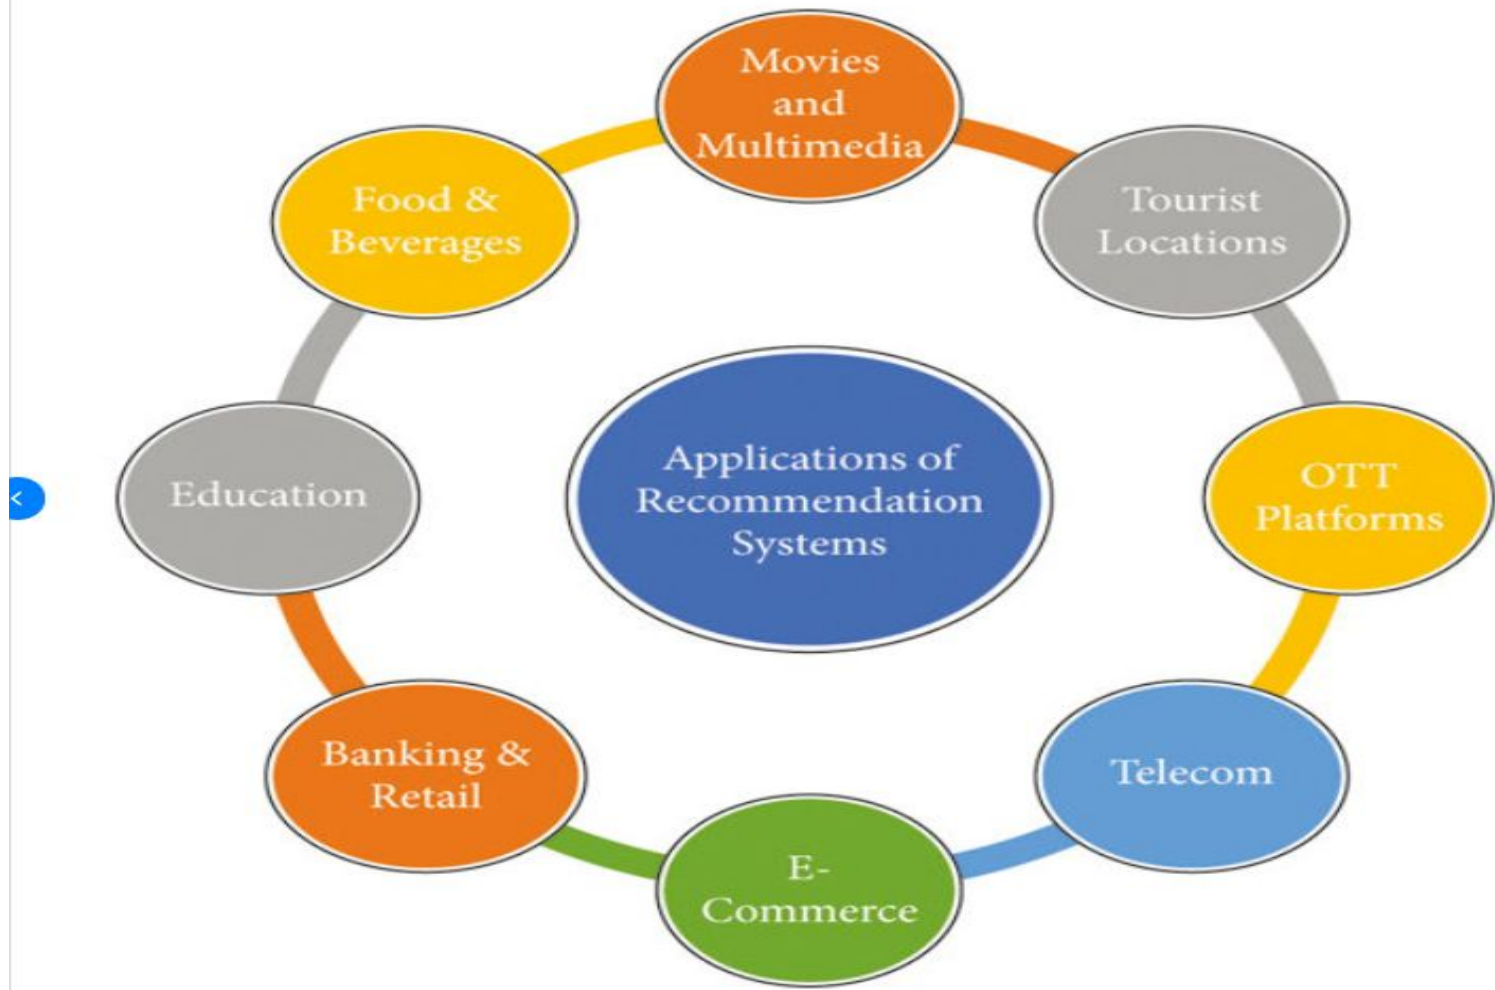 Movies
and
Multimedia
Tourist
Locations
OTT
Platforms
Telecom
E-
Commerce
Banking &
Retail
Education
Food &
Beverages
Applications of
Recommendation
Systems